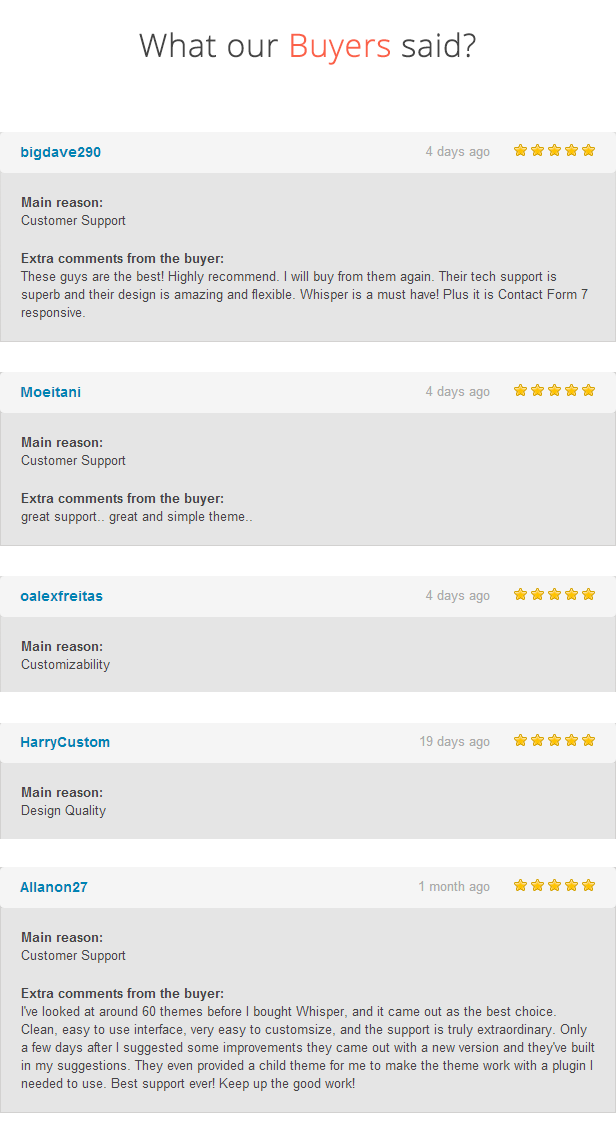 What our Buyers said?
bigdave290 4 days ago
Main reason:
Customer Support
Extra comments from the buyer:
These guys are the best! Highly recommend. I will buy from them again. Their tech support is
superb and their design is amazing and flexible. Whisper is a must have! Plus it is Contact Form 7
responsive.
Moeitani 4 days ago
Main reason:
Customer Support
Extra comments from the buyer:
great support.. great and simple theme..
oalexfreitas 4 days ago
Main reason:
Customizability
HarryCustom 19 days ago
Main reason:
Design Quality
Allanon27 1 month ago
Main reason:
Customer Support
Extra comments from the buyer:
I've looked at around 60 themes before I bought Whisper, and it came out as the best choice.
Clean, easy to use interface, very easy to customsize, and the support is truly extraordinary. Only
a few days after I suggested some improvements they came out with a new version and they've built
in my suggestions. They even provided a child theme for me to make the theme work with a plugin I
needed to use. Best support ever! Keep up the good work!